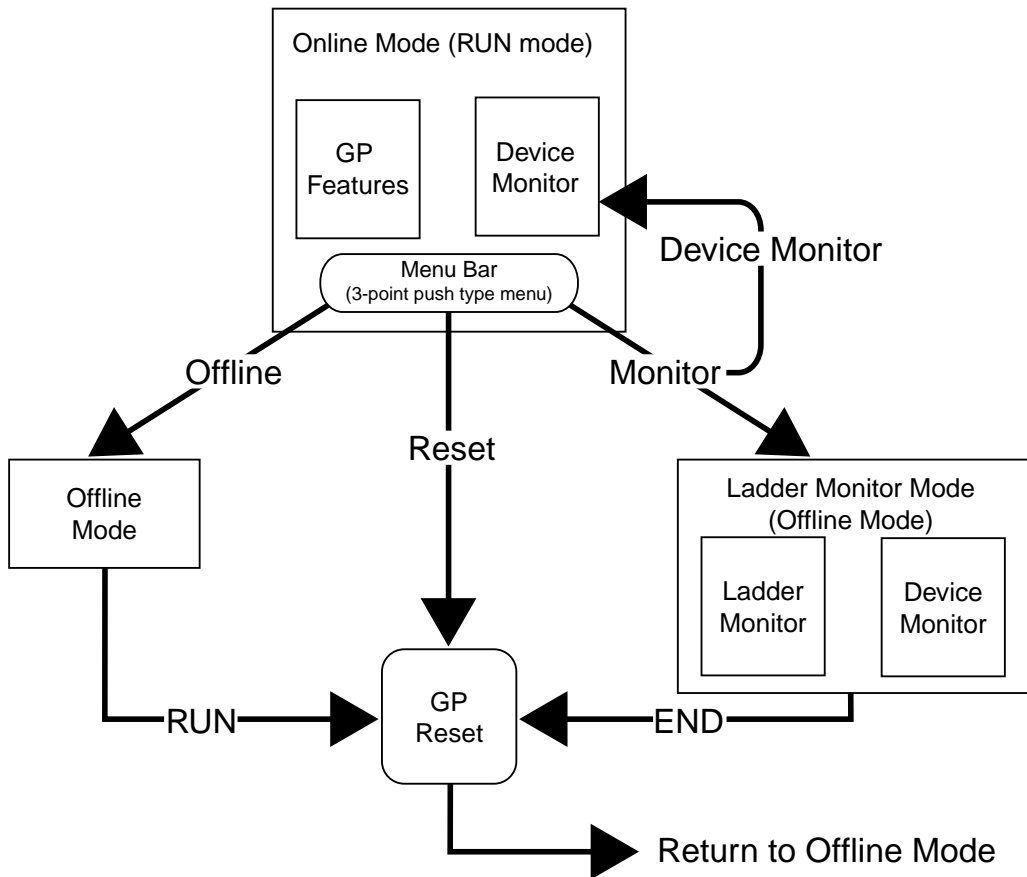 Online Mode (RUN mode)
GP
Features
Device
Monitor
Device Monitor
Menu Bar
(3-point push type menu)
Offline
Monitor
Reset
Offline
Mode
Ladder Monitor Mode
(Offline Mode)
Ladder
Monitor
Device
Monitor
RUN
GP
Reset
END
Return to Offline Mode